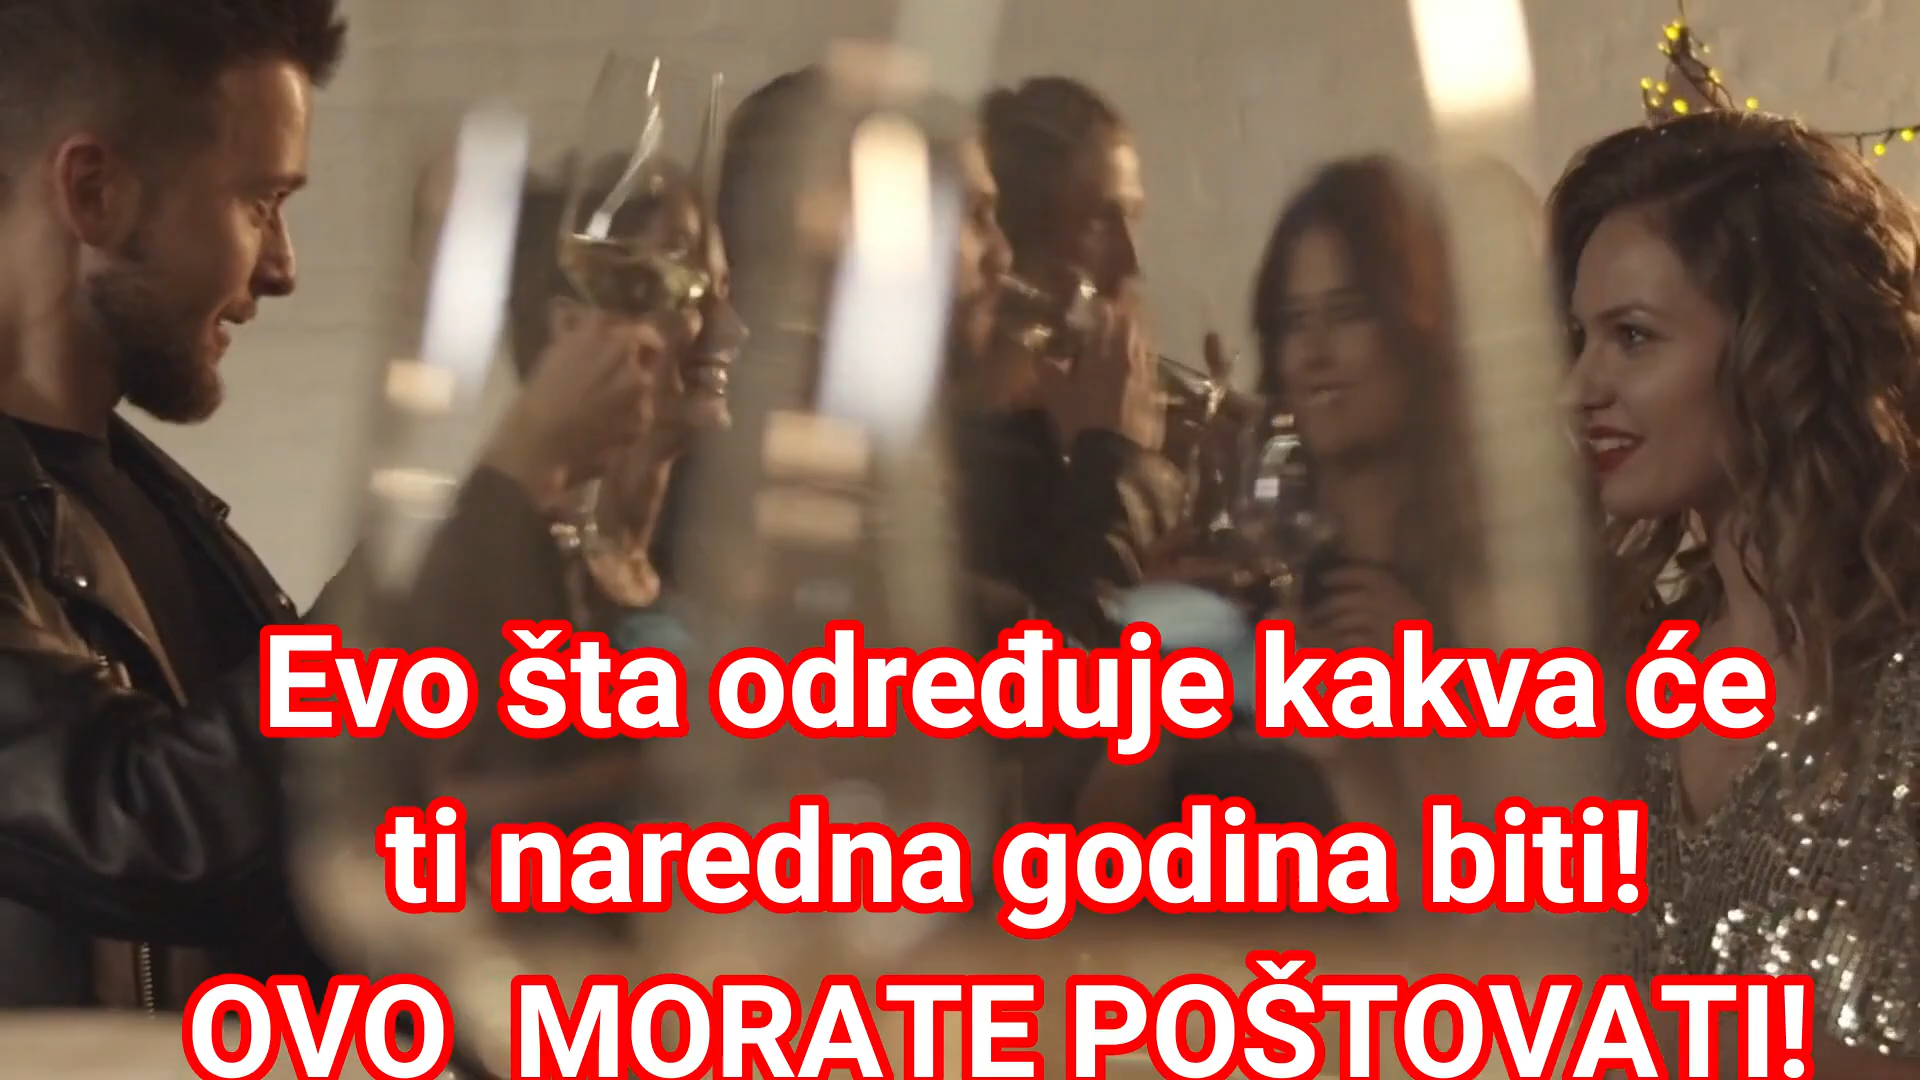 Evo šta određuje kakva će
ti naredna godina biti!
OVO MORATE POŠTOVATI!